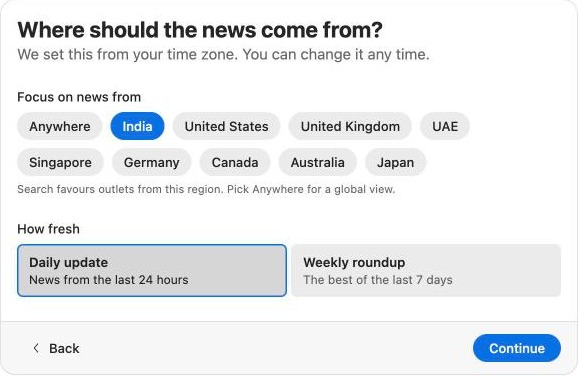 Where should the news come from?
We set this from your time zone. You can change it any time.
Focus on news from
Anywhere India United States United Kingdom UAE
Singapore Germany Canada Australia Japan
Search favours outlets from this region. Pick Anywhere for a global view.
How fresh
Daily update
News from the last 24 hours
Weekly roundup
The best of the last 7 days
Back
Continue